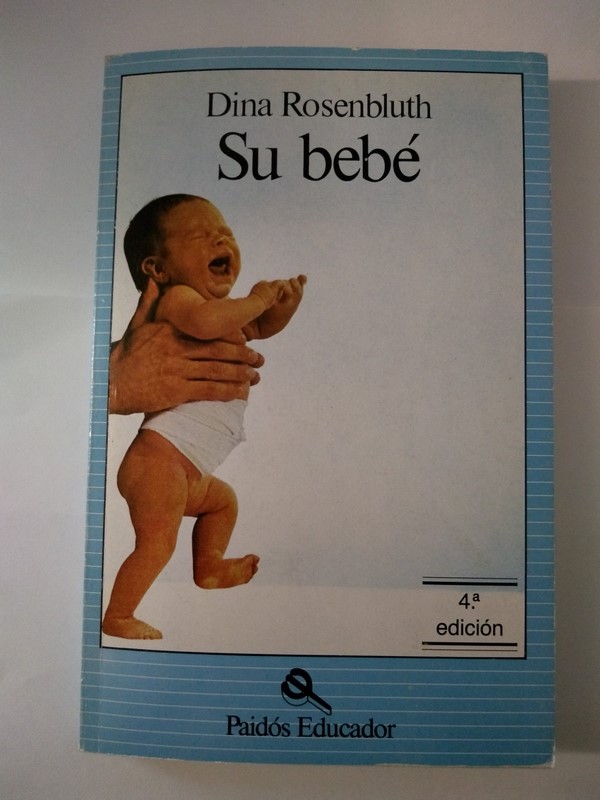 Dina Rosenbluth
Su bebé
4.ª
edición
Paidós Educador